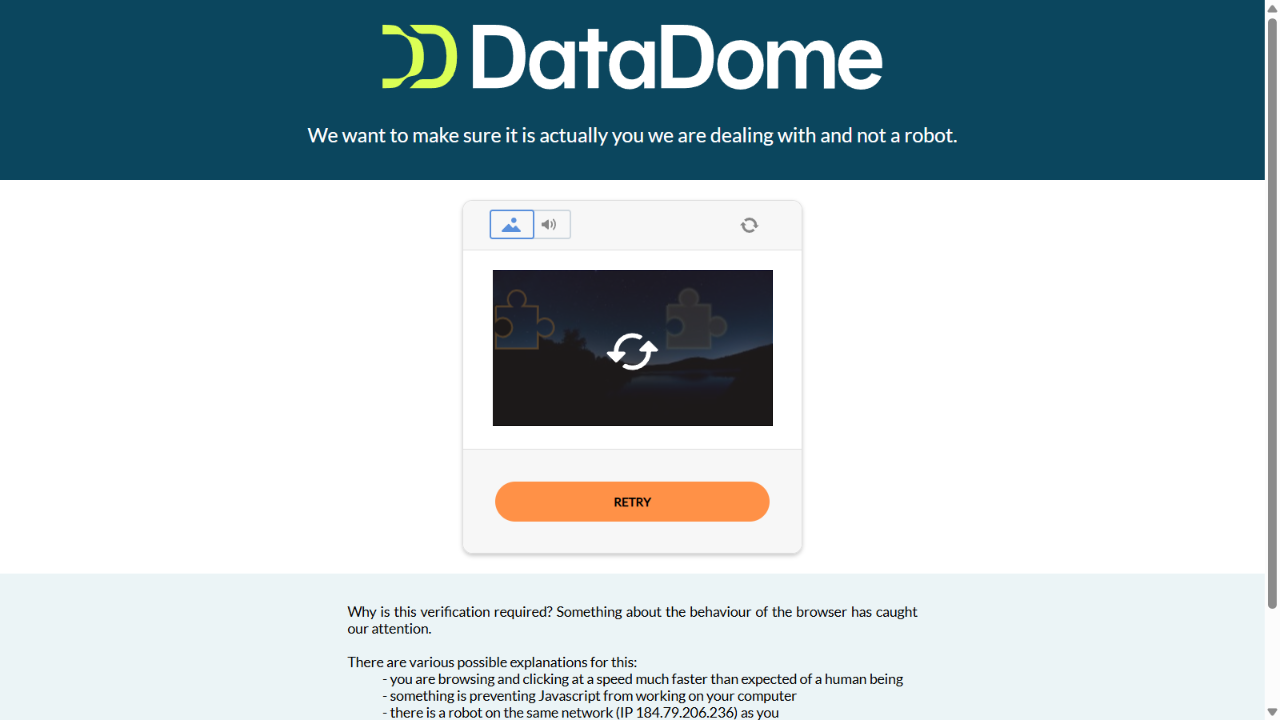 DataDome
We want to make sure it is actually you we are dealing with and not a robot.
RETRY
Why is this verification required? Something about the behaviour of the browser has caught
our attention.
There are various possible explanations for this:
- you are browsing and clicking at a speed much faster than expected of a human being
- something is preventing Javascript from working on your computer
- there is a robot on the same network (IP 184.79.206.236) as you